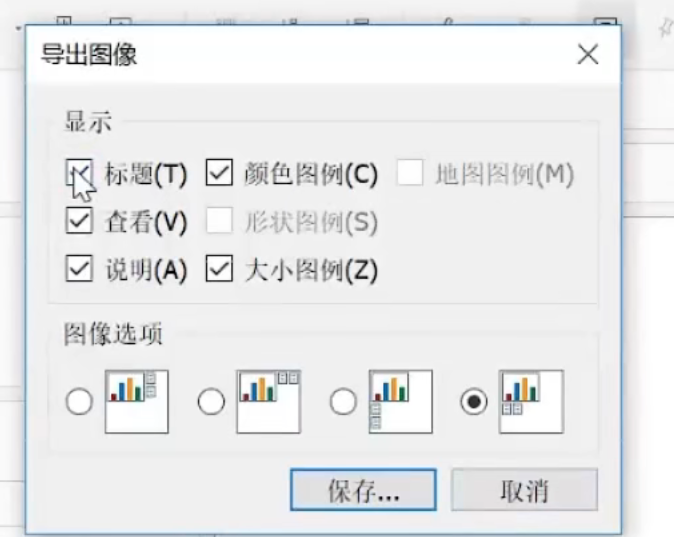 导出图像
显示
标题(T) 颜色图例(C) 地图图例(M)
查看(V) 形状图例(S)
说明(A) 大小图例(Z)
图像选项
保存... 取消